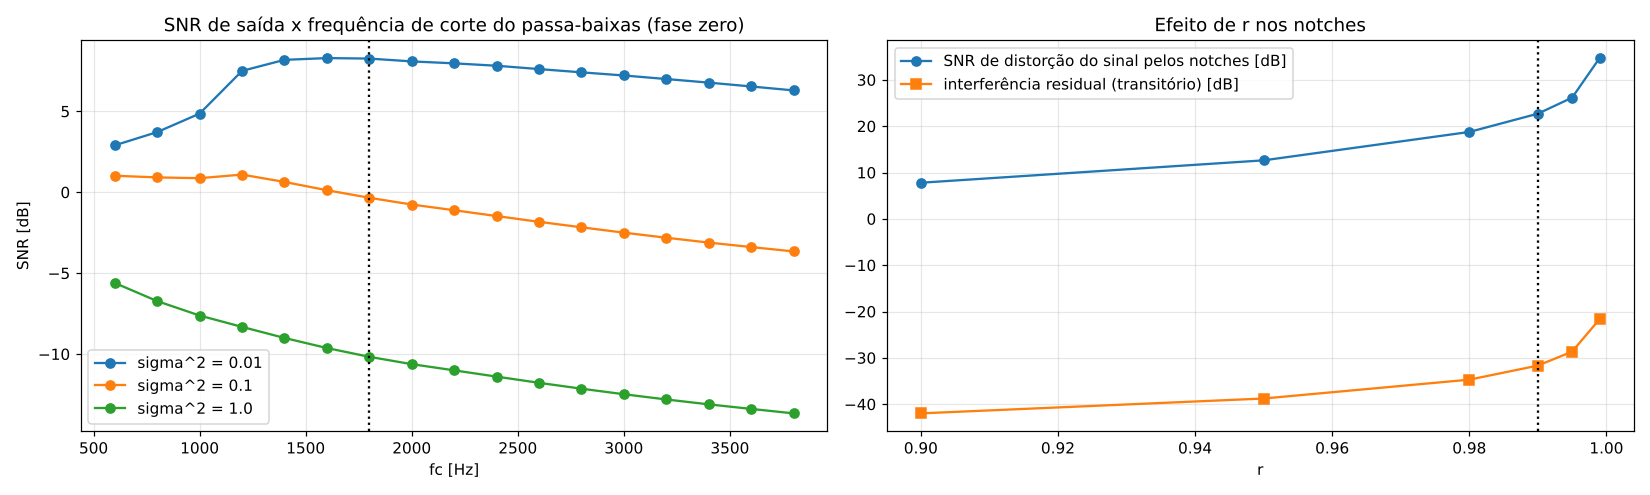 SNR de saída x frequência de corte do passa-baixas (fase zero)
SNR [dB]
5
0
−5
−10
sigma^2 = 0.01
sigma^2 = 0.1
sigma^2 = 1.0
500 1000 1500 2000 2500 3000 3500
fc [Hz]
Efeito de r nos notches
SNR de distorção do sinal pelos notches [dB]
interferência residual (transitório) [dB]
30
20
10
0
−10
−20
−30
−40
0.90 0.92 0.94 0.96 0.98 1.00
r